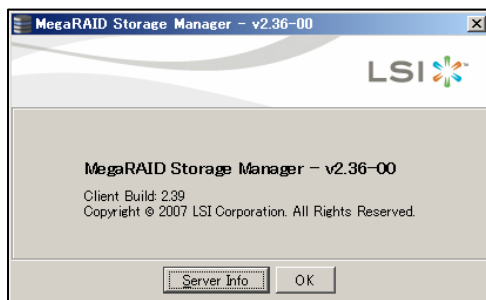 MegaRAID Storage Manager - v2.36-00
LSI
MegaRAID Storage Manager - v2.36-00
Client Build: 2.39
Copyright © 2007 LSI Corporation. All Rights Reserved.
Server Info
OK